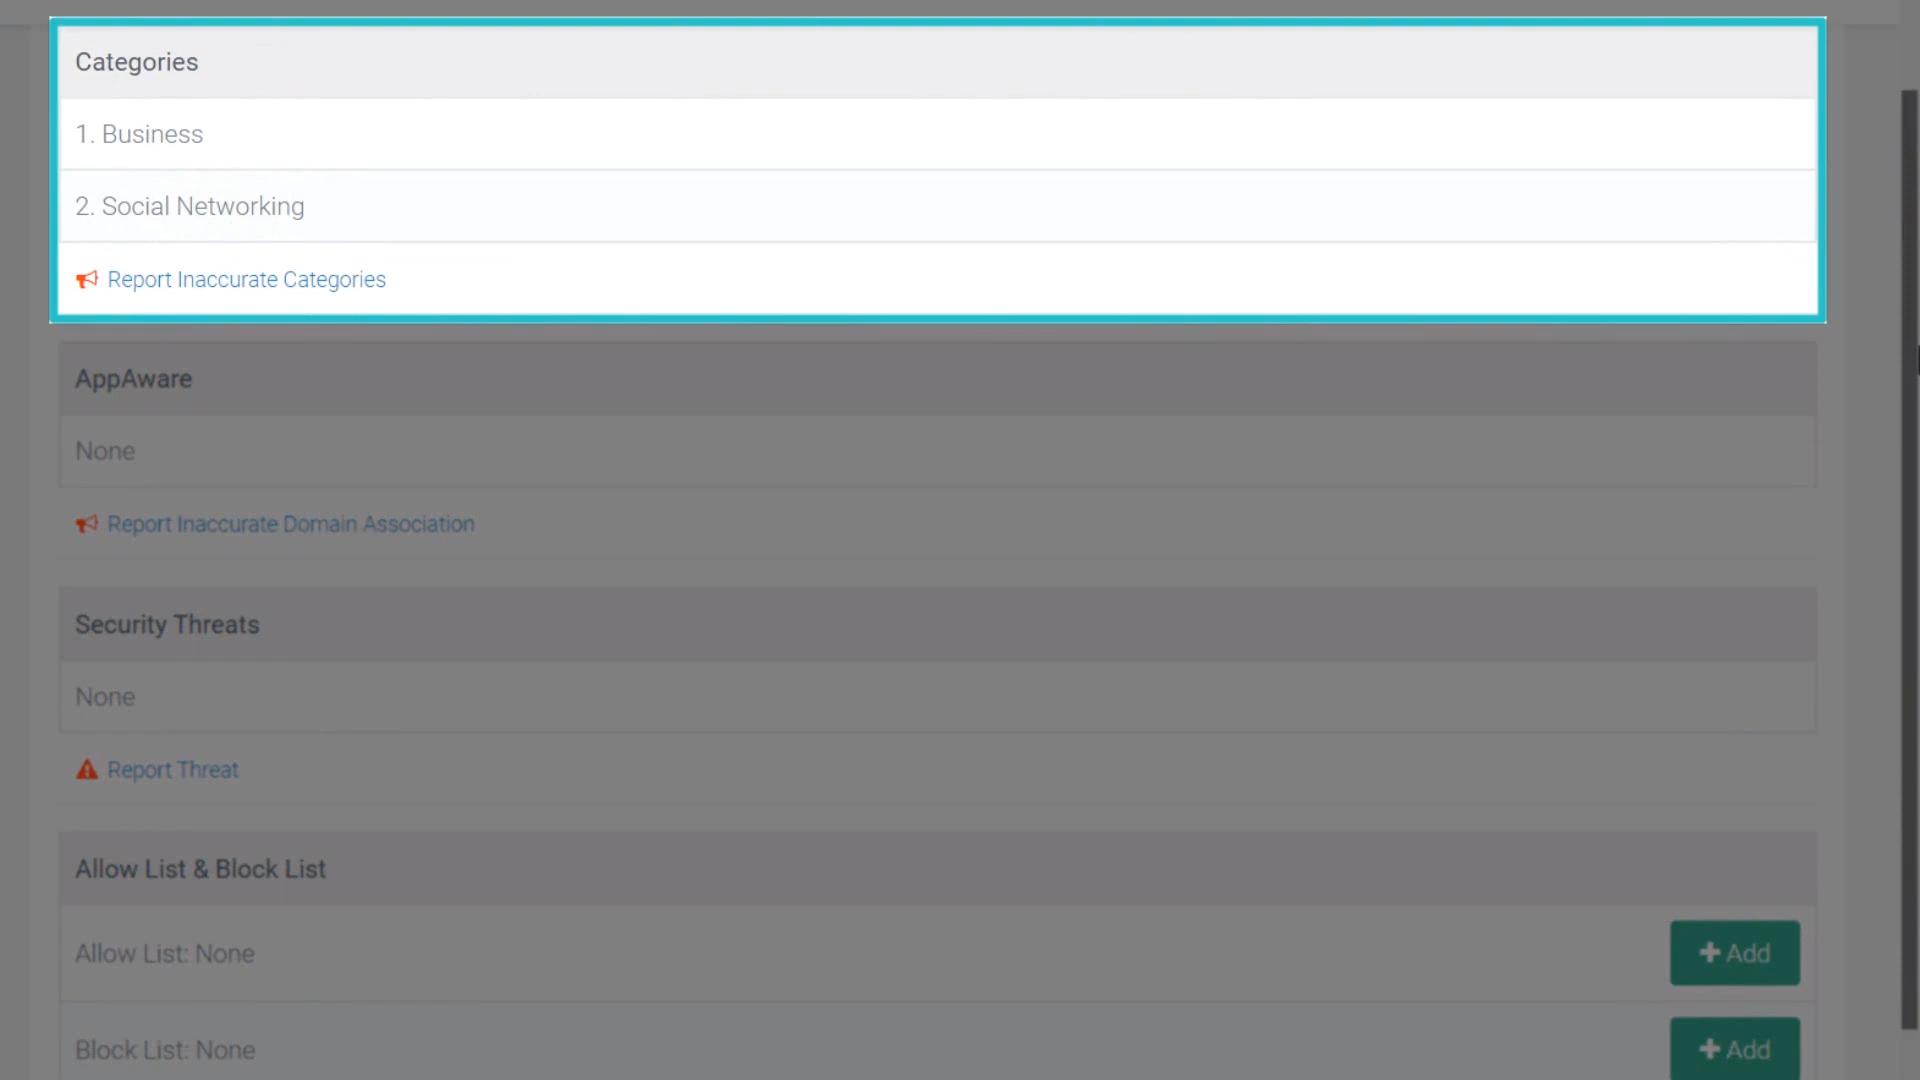 Categories
1. Business
2. Social Networking
Report Inaccurate Categories
AppAware
None
Report Inaccurate Domain Association
Security Threats
None
Report Threat
Allow List & Block List
Allow List: None
Add
Block List: None
Add